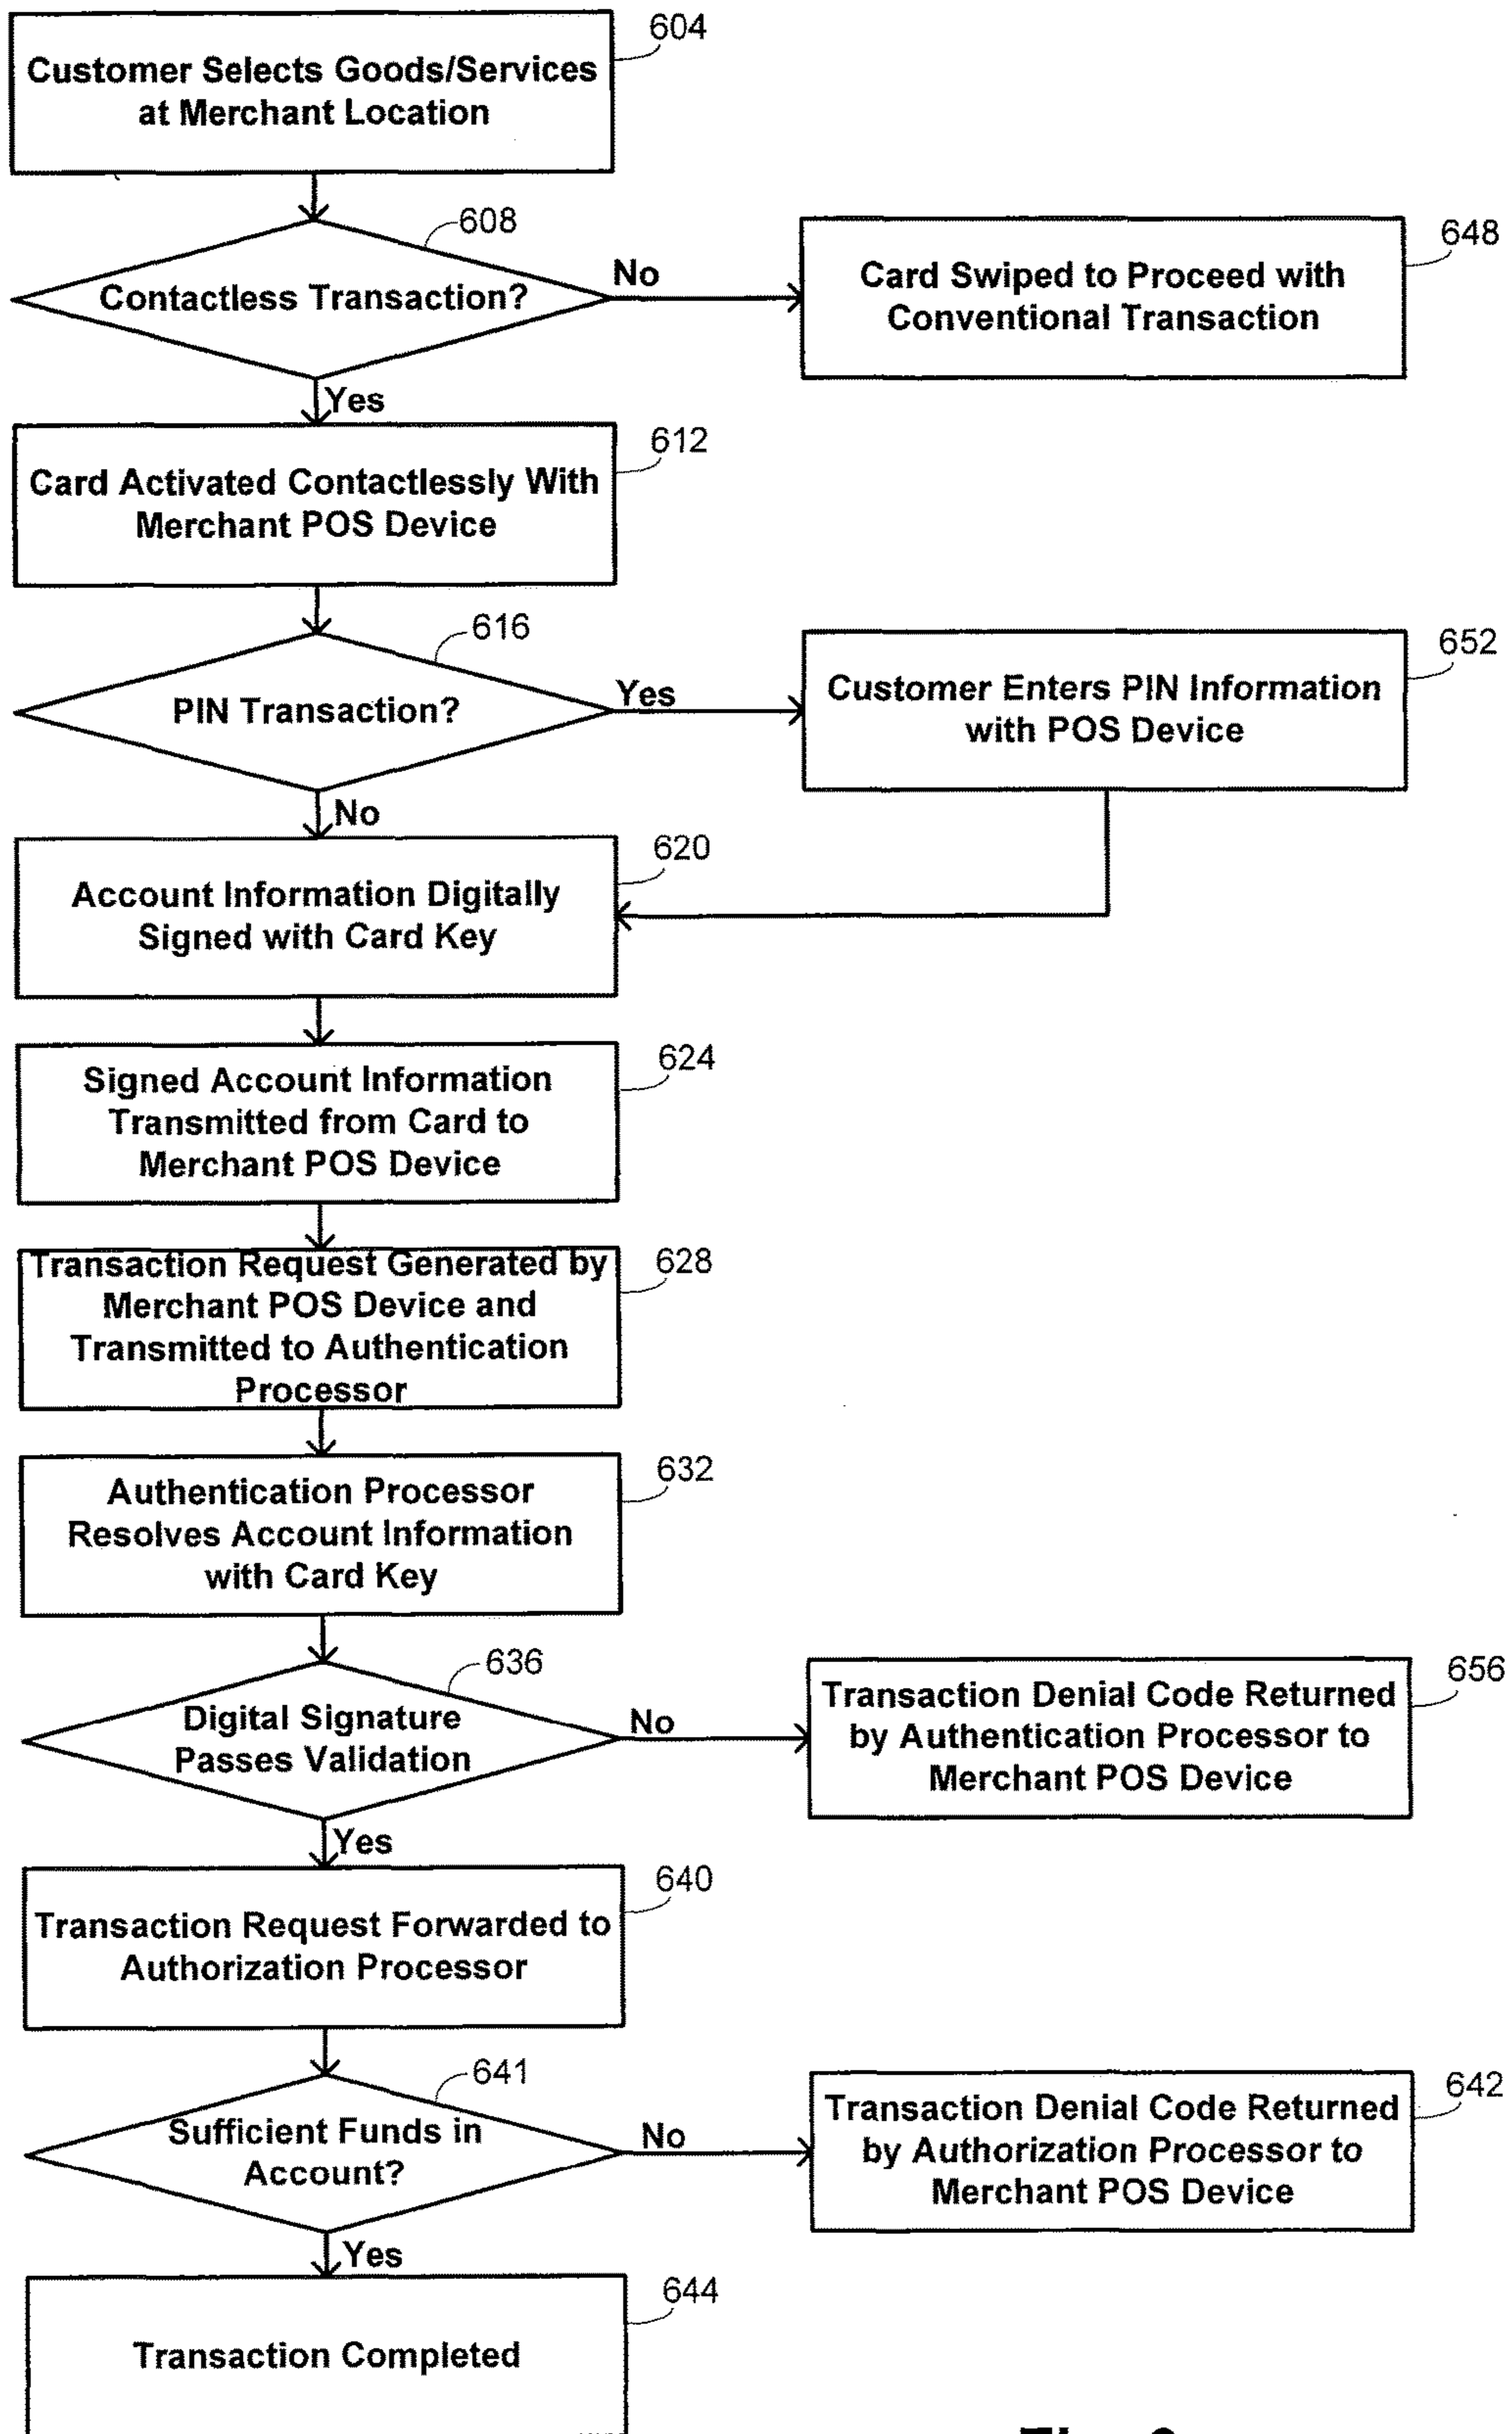 604
Customer Selects Goods/Services
at Merchant Location
608
Contactless Transaction?
No
648
Card Swiped to Proceed with
Conventional Transaction
Yes
612
Card Activated Contactlessly With
Merchant POS Device
616
PIN Transaction?
Yes
652
Customer Enters PIN Information
with POS Device
No
620
Account Information Digitally
Signed with Card Key
624
Signed Account Information
Transmitted from Card to
Merchant POS Device
628
Transaction Request Generated by
Merchant POS Device and
Transmitted to Authentication
Processor
632
Authentication Processor
Resolves Account Information
with Card Key
636
Digital Signature
Passes Validation
No
656
Transaction Denial Code Returned
by Authentication Processor to
Merchant POS Device
Yes
640
Transaction Request Forwarded to
Authorization Processor
641
Sufficient Funds in
Account?
No
642
Transaction Denial Code Returned
by Authorization Processor to
Merchant POS Device
Yes
644
Transaction Completed